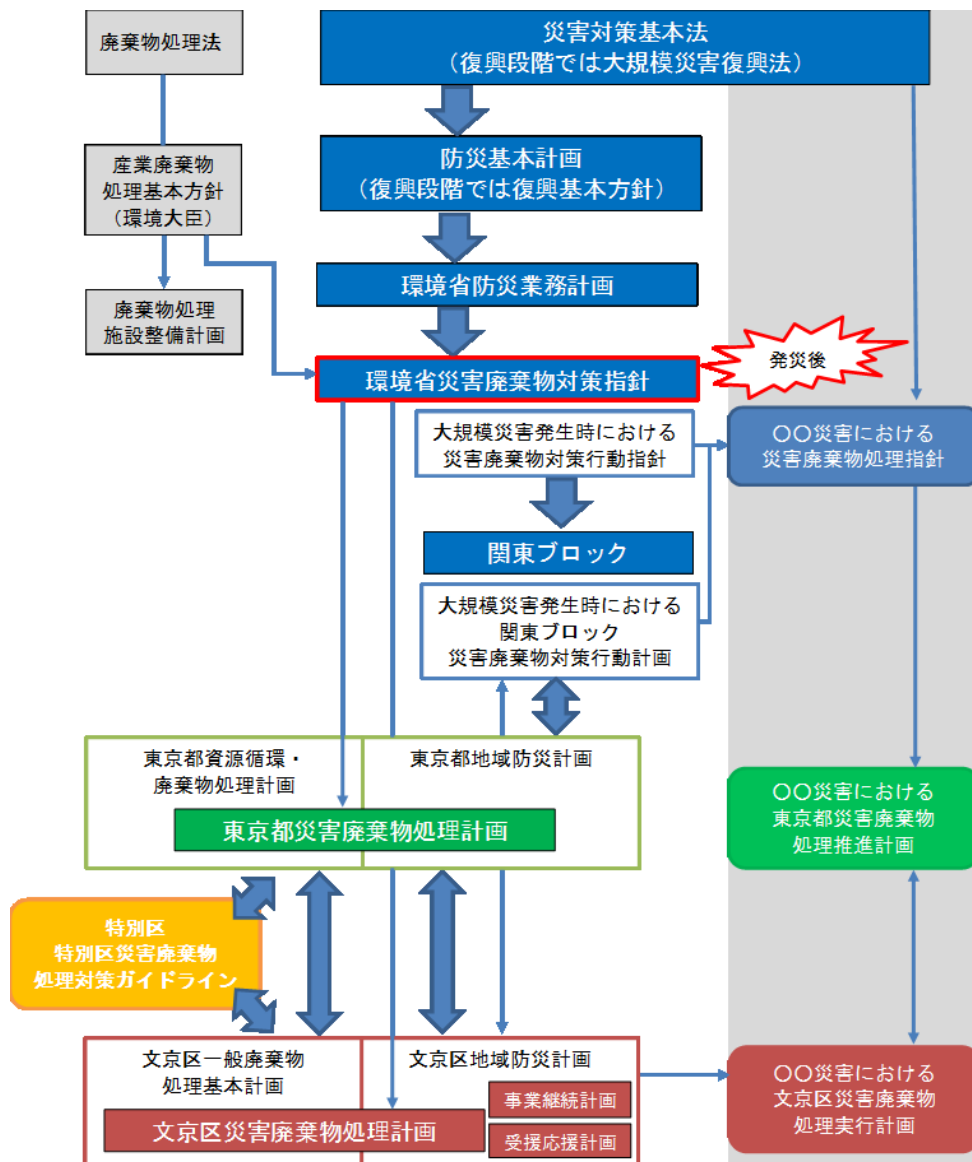 廃棄物処理法
災害対策基本法
（復興段階では大規模災害復興法）
産業廃棄物
処理基本方針
（環境大臣）
防災基本計画
（復興段階では復興基本方針）
環境省防災業務計画
廃棄物処理
施設整備計画
環境省災害廃棄物対策指針
発災後
大規模災害発生時における
災害廃棄物対策行動指針
〇〇災害における
災害廃棄物処理指針
関東ブロック
大規模災害発生時における
関東ブロック
災害廃棄物対策行動計画
東京都資源循環・
廃棄物処理計画
東京都地域防災計画
東京都災害廃棄物処理計画
〇〇災害における
東京都災害廃棄物
処理推進計画
特別区
特別区災害廃棄物
処理対策ガイドライン
文京区一般廃棄物
処理基本計画
文京区地域防災計画
事業継続計画
文京区災害廃棄物処理計画
受援応援計画
〇〇災害における
文京区災害廃棄物
処理実行計画